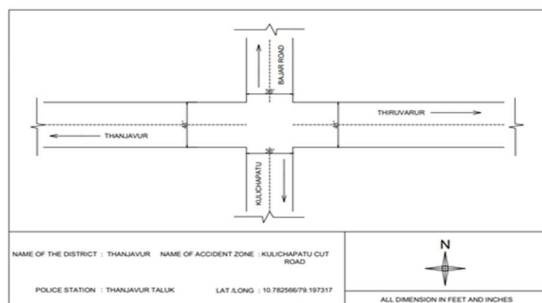 BAJAR ROAD
THIRUVARUR
THANJAVUR
KULICHAPATU
NAME OF THE DISTRICT : THANJAVUR NAME OF ACCIDENT ZONE : KULICHAPATU CUT
ROAD
N
POLICE STATION : THANJAVUR TALUK LAT /LONG : 10.782566/79.197317
ALL DIMENSION IN FEET AND INCHES